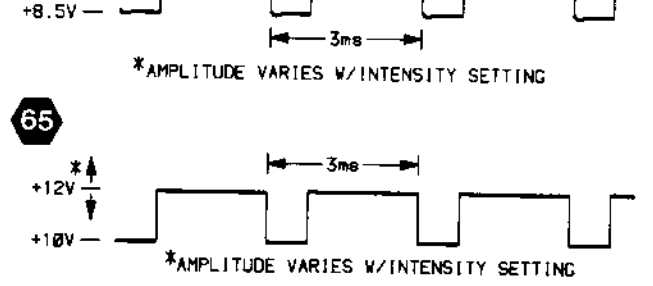 +8.5V
3ms
*AMPLITUDE VARIES W/INTENSITY SETTING
65
3ms
*
+12V
+10V
*AMPLITUDE VARIES W/INTENSITY SETTING